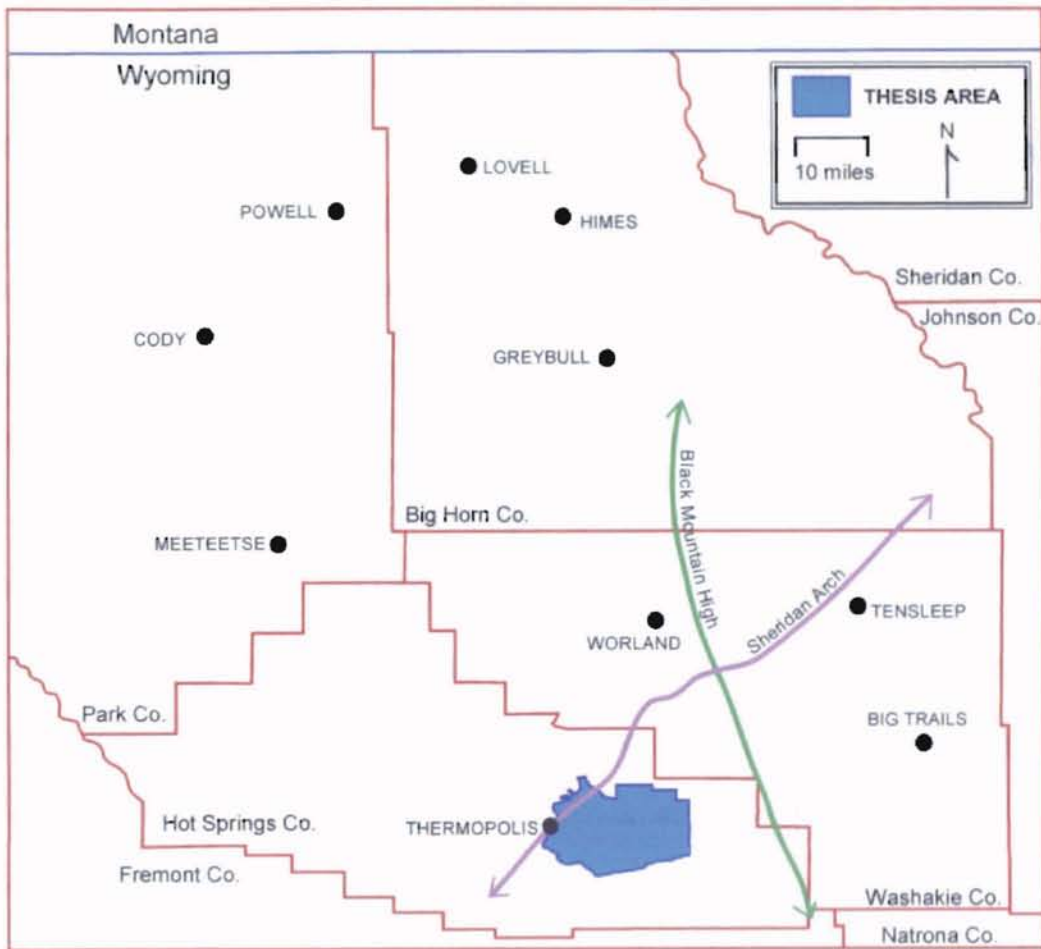 Montana
Wyoming
THESIS AREA
N
10 miles
LOVELL
POWELL
HIMES
Sheridan Co.
Johnson Co.
CODY
GREYBULL
Black Mountain High
Big Horn Co.
MEETEETSE
Sheridan Arch
TENSLEEP
WORLAND
Park Co.
BIG TRAILS
Hot Springs Co.
THERMOPOLIS
Fremont Co.
Washakie Co.
Natrona Co.